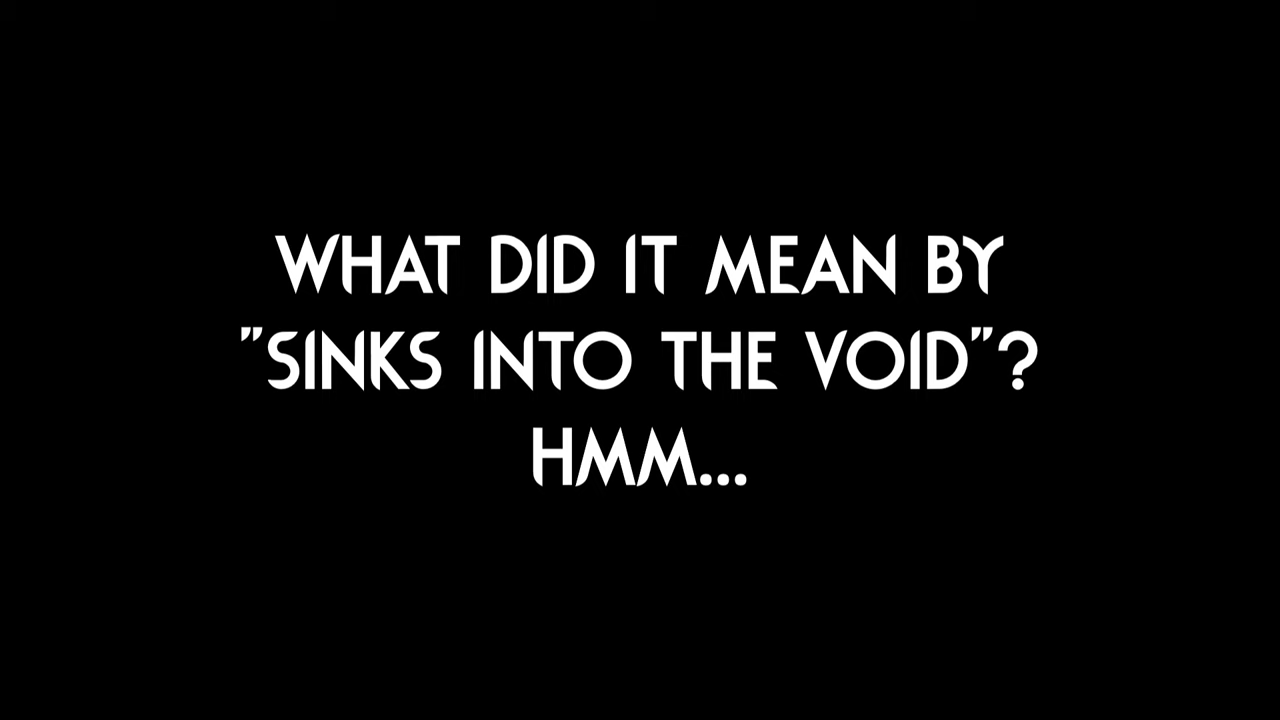 WHAT DID IT MEAN BY
"SINKS INTO THE VOID"?
HMM...